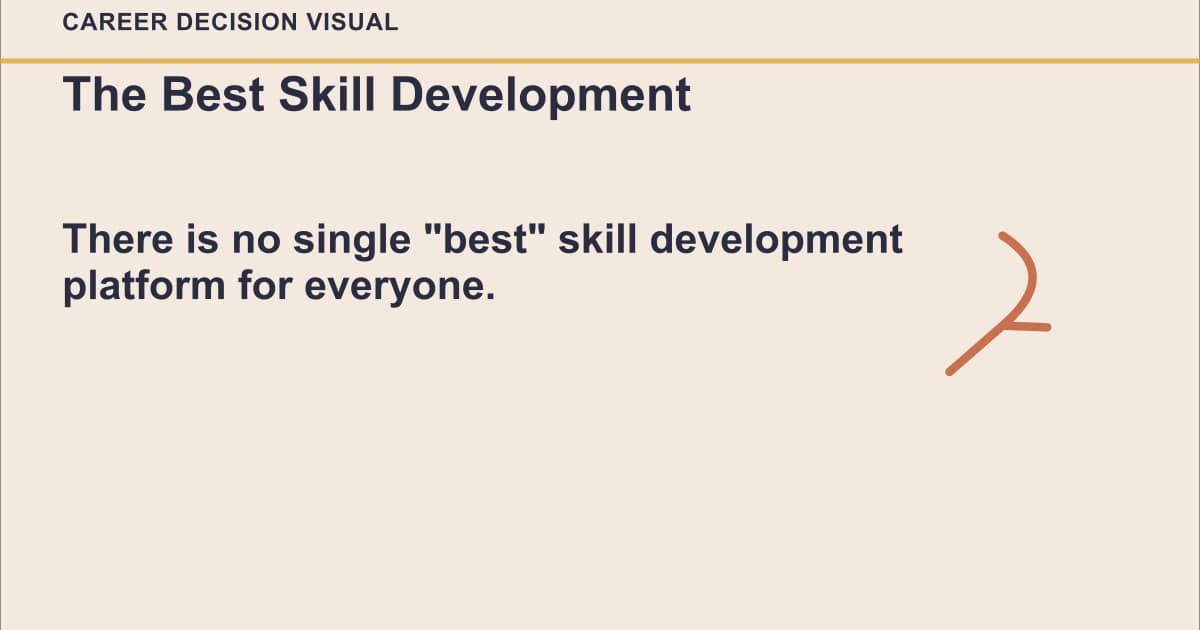 CAREER DECISION VISUAL
The Best Skill Development
There is no single "best" skill development
platform for everyone.